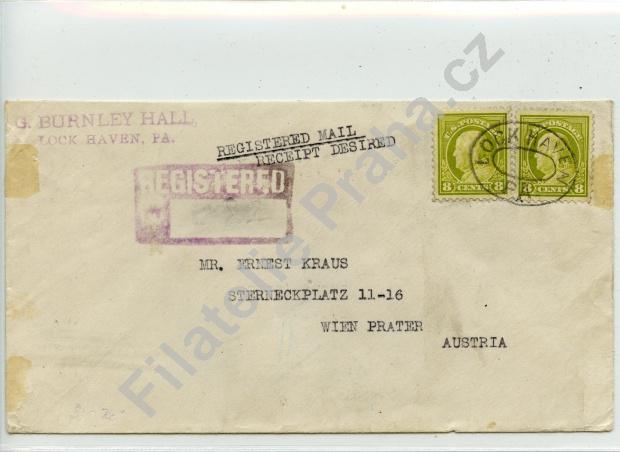 G. BURNLEY HALL,
LOCK HAVEN, PA.
REGISTERED MAIL
RECEIPT DESIRED
REGISTERED
U.S. POSTAGE
8 CENTS 8
POSTAGE
8 CENTS 8
LOCK HAVEN
MR. ERNEST KRAUS
STERNECKPLATZ 11-16
WIEN PRATER
AUSTRIA
Filatelie Praha.cz